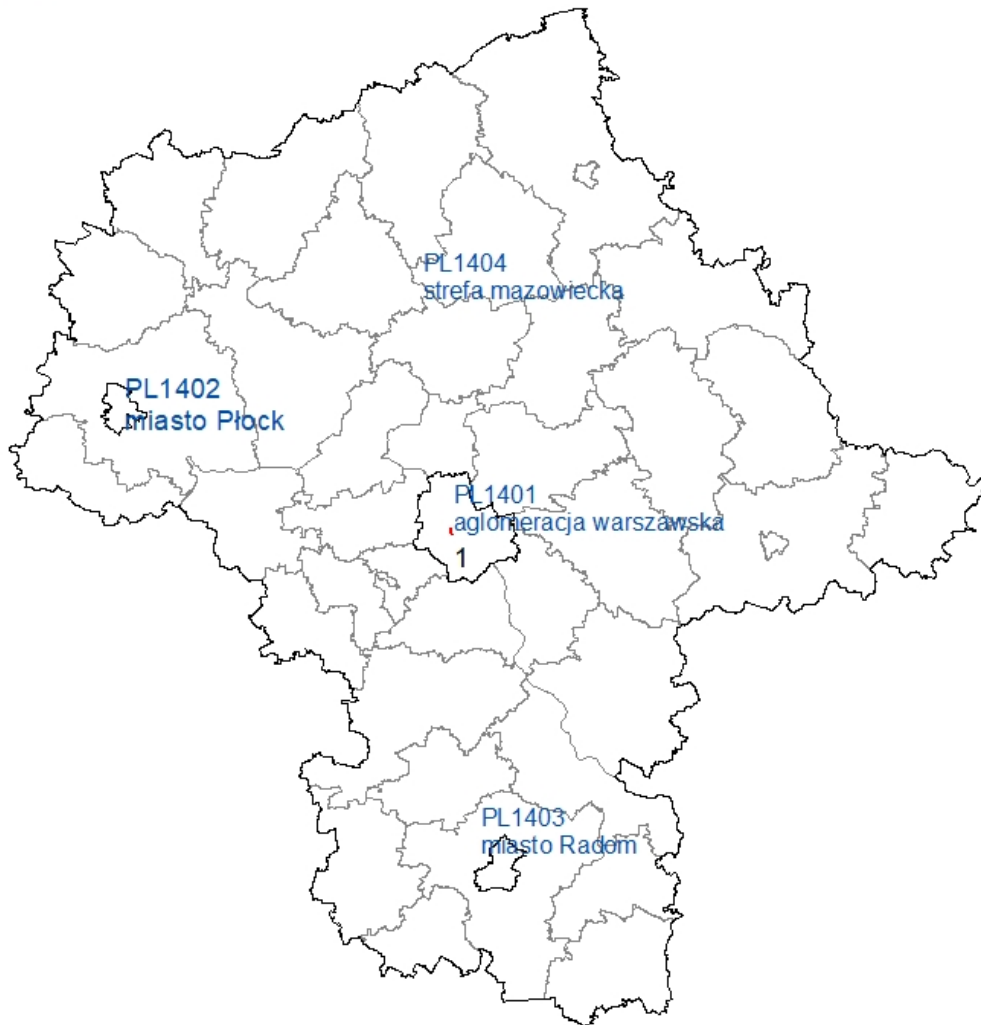 PL1404
strefa mazowiecka
PL1402
miasto Płock
PL1401
aglomeracja warszawska
1
PL1403
miasto Radom